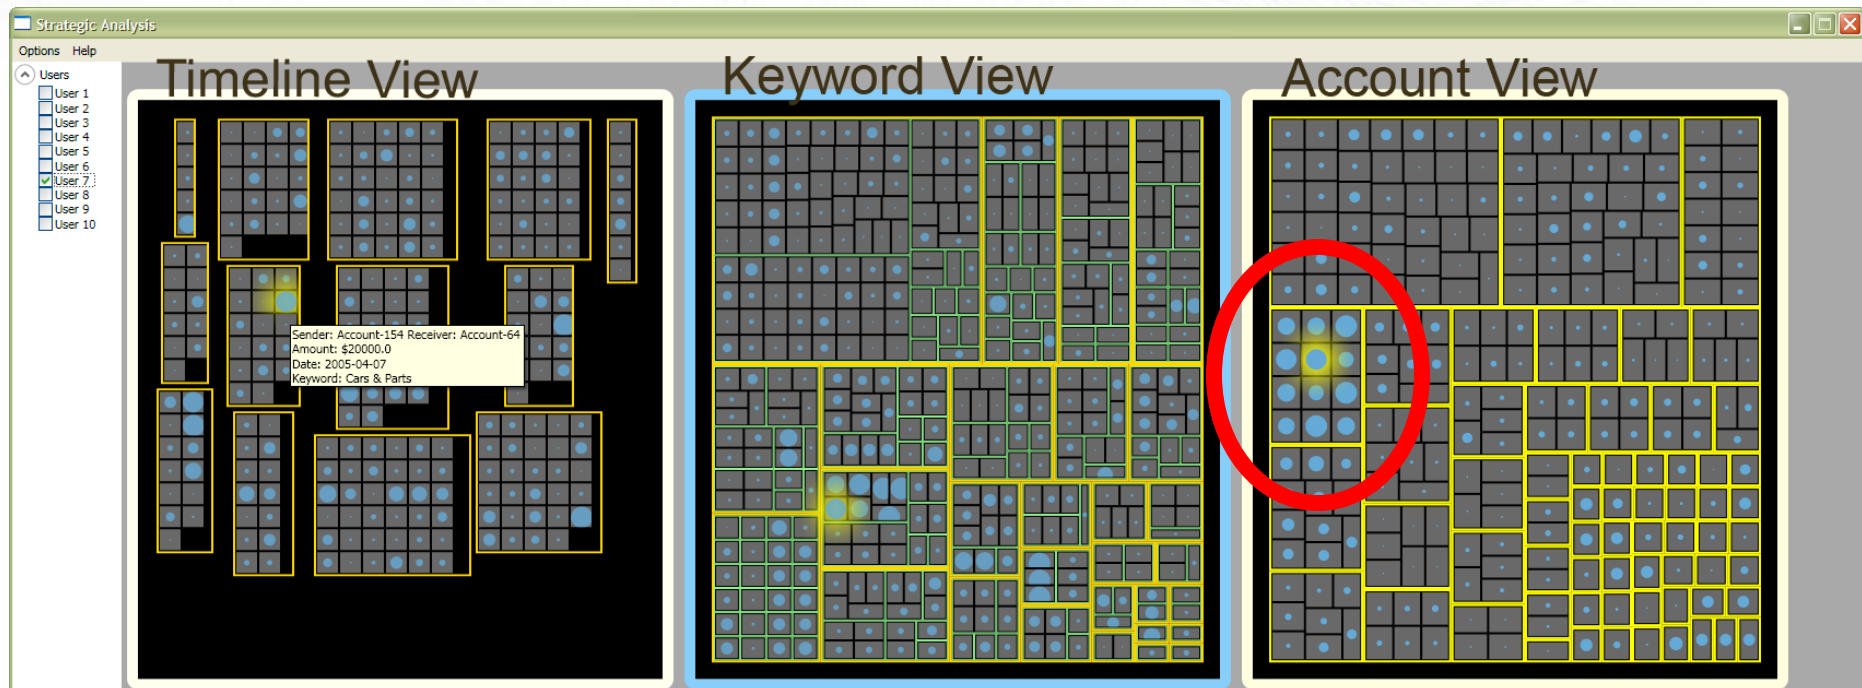 Strategic Analysis
Options Help
Users
User 1
User 2
User 3
User 4
User 5
User 6
User 7
User 8
User 9
User 10
Timeline View
Keyword View
Account View
Sender: Account-154 Receiver: Account-64
Amount: $20000.0
Date: 2005-04-07
Keyword: Cars & Parts